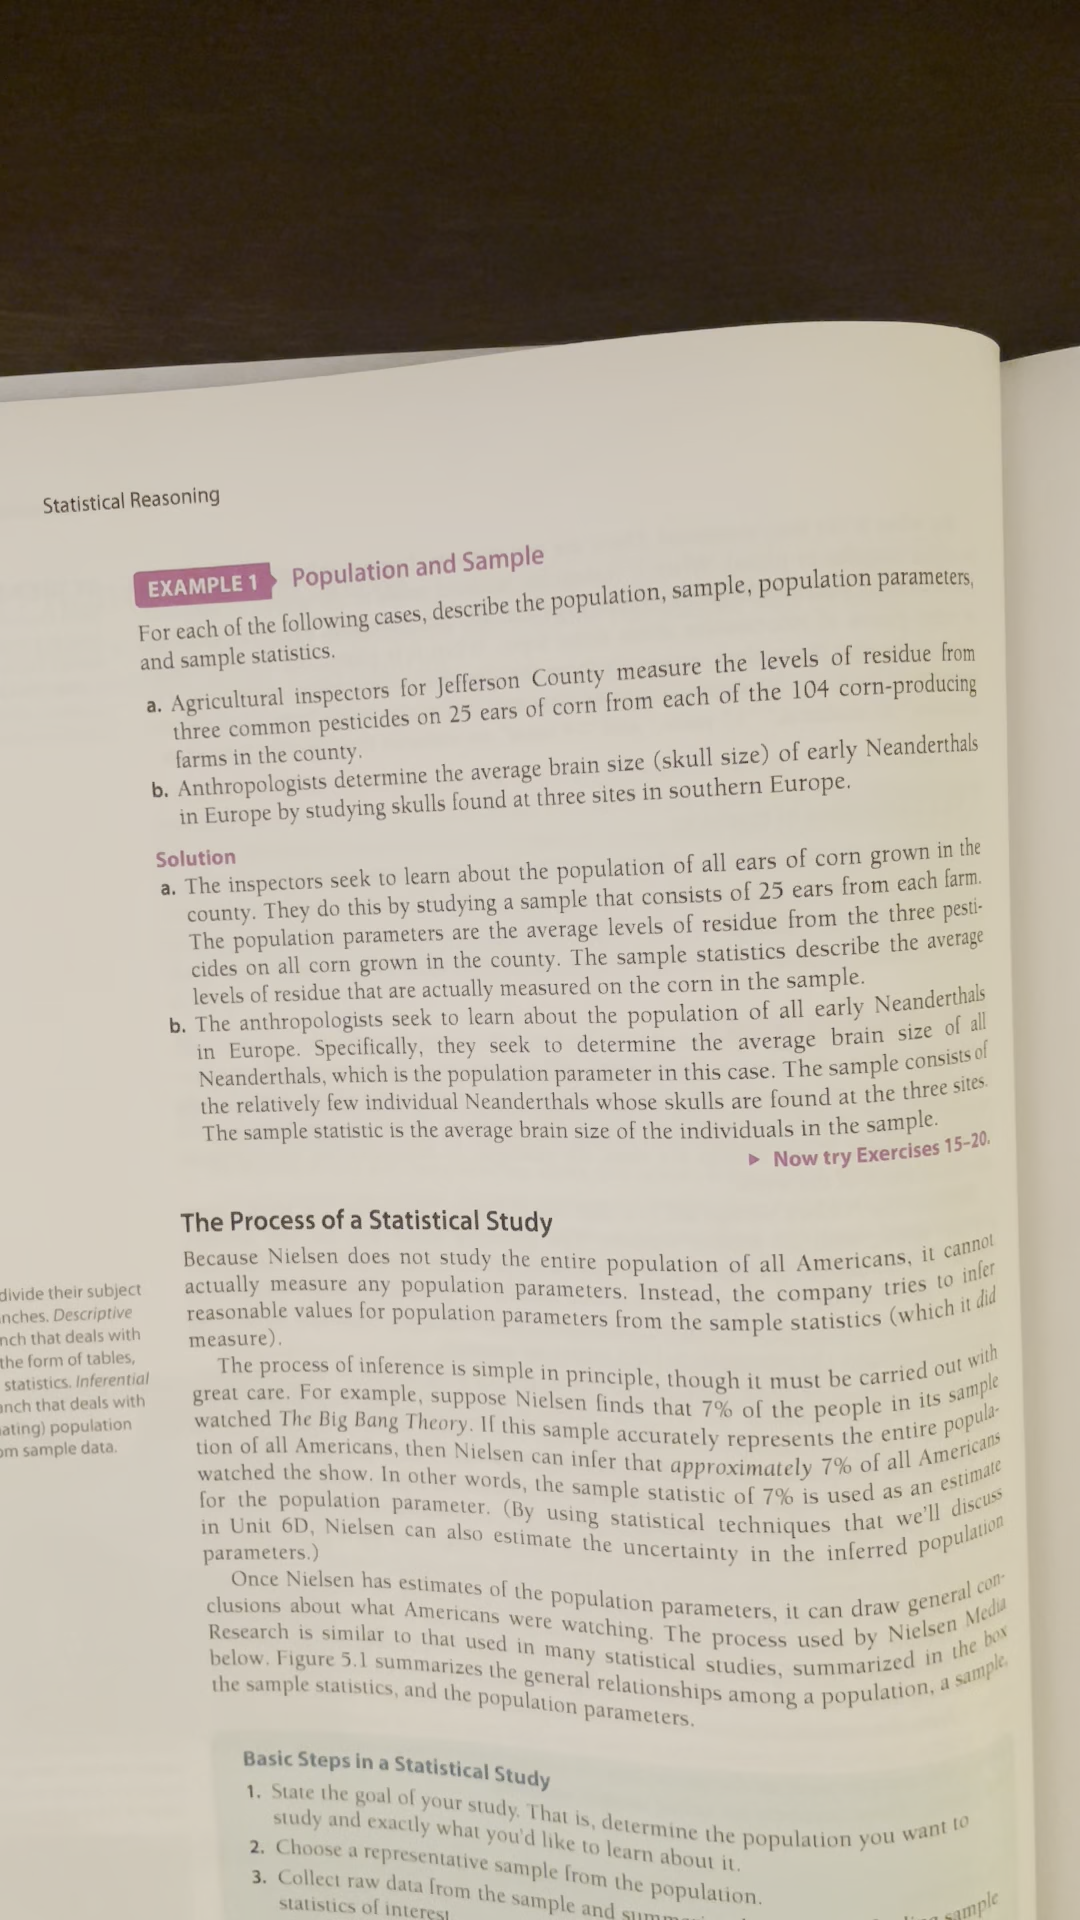 Statistical Reasoning
EXAMPLE 1 Population and Sample
For each of the following cases, describe the population, sample, population parameters,
and sample statistics.
a. Agricultural inspectors for Jefferson County measure the levels of residue from
three common pesticides on 25 ears of corn from each of the 104 corn-producing
farms in the county.
b. Anthropologists determine the average brain size (skull size) of early Neanderthals
in Europe by studying skulls found at three sites in southern Europe.
Solution
a. The inspectors seek to learn about the population of all ears of corn grown in the
county. They do this by studying a sample that consists of 25 ears from each farm.
The population parameters are the average levels of residue from the three pesti-
cides on all corn grown in the county. The sample statistics describe the average
levels of residue that are actually measured on the corn in the sample.
b. The anthropologists seek to learn about the population of all early Neanderthals
in Europe. Specifically, they seek to determine the average brain size of all
Neanderthals, which is the population parameter in this case. The sample consists of
the relatively few individual Neanderthals whose skulls are found at the three sites.
The sample statistic is the average brain size of the individuals in the sample.
▶ Now try Exercises 15–20.
The Process of a Statistical Study
Because Nielsen does not study the entire population of all Americans, it cannot
actually measure any population parameters. Instead, the company tries to infer
reasonable values for population parameters from the sample statistics (which it did
measure).
The process of inference is simple in principle, though it must be carried out with
great care. For example, suppose Nielsen finds that 7% of the people in its sample
watched The Big Bang Theory. If this sample accurately represents the entire popula-
tion of all Americans, then Nielsen can infer that approximately 7% of all Americans
watched the show. In other words, the sample statistic of 7% is used as an estimate
for the population parameter. (By using statistical techniques that we'll discuss
in Unit 6D, Nielsen can also estimate the uncertainty in the inferred population
parameters.)
Once Nielsen has estimates of the population parameters, it can draw general con-
clusions about what Americans were watching. The process used by Nielsen Media
Research is similar to that used in many statistical studies, summarized in the box
below. Figure 5.1 summarizes the general relationships among a population, a sample,
the sample statistics, and the population parameters.
divide their subject
nches. Descriptive
nch that deals with
the form of tables,
statistics. Inferential
anch that deals with
ating) population
om sample data.
Basic Steps in a Statistical Study
1. State the goal of your study. That is, determine the population you want to
study and exactly what you'd like to learn about it.
2. Choose a representative sample from the population.
3. Collect raw data from the sample and sample
statistics of interest